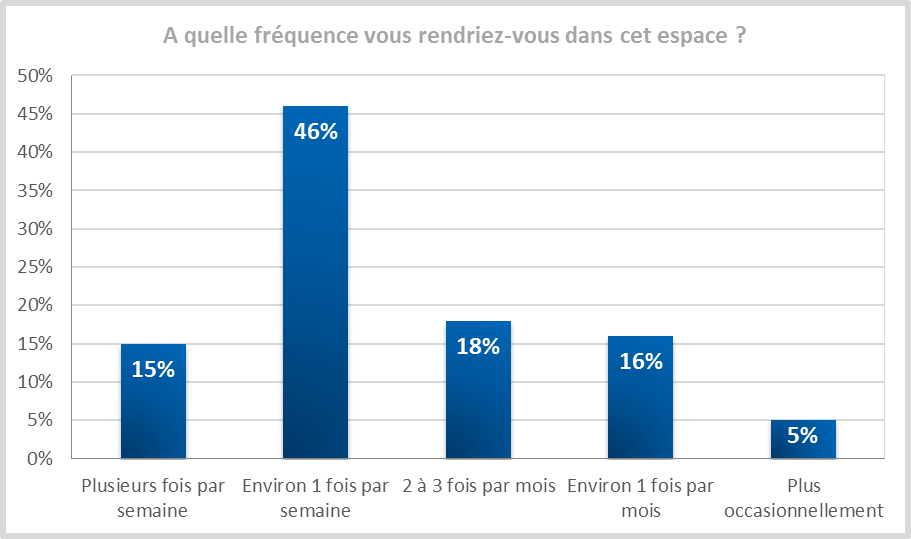 A quelle fréquence vous rendriez-vous dans cet espace ?
50%
45%
40%
35%
30%
25%
20%
15%
10%
5%
0%
15%
46%
18%
16%
5%
Plusieurs fois par
semaine
Environ 1 fois par
semaine
2 à 3 fois par mois
Environ 1 fois par
mois
Plus
occasionnellement